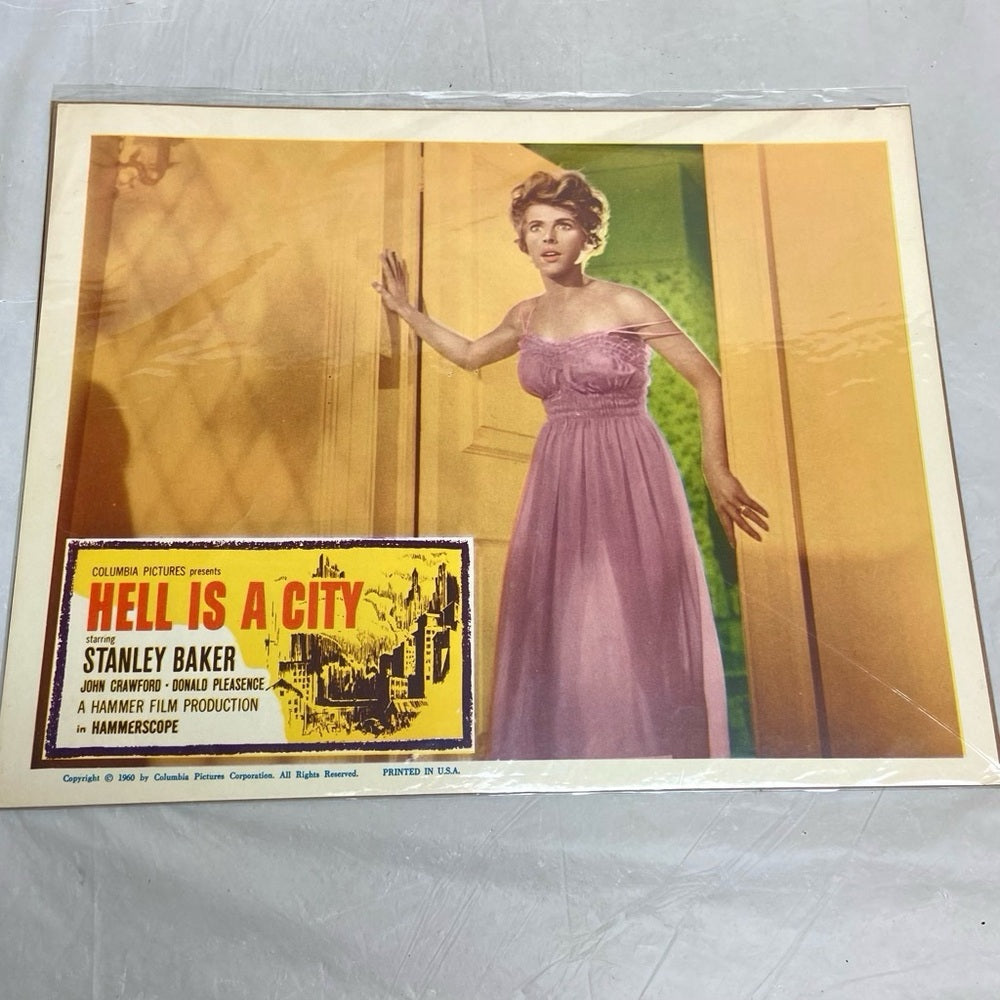 COLUMBIA PICTURES presents
HELL IS A CITY
starring
STANLEY BAKER
JOHN CRAWFORD · DONALD PLEASENCE
A HAMMER FILM PRODUCTION
in HAMMERSCOPE
Copyright © 1960 by Columbia Pictures Corporation. All Rights Reserved. PRINTED IN U.S.A.